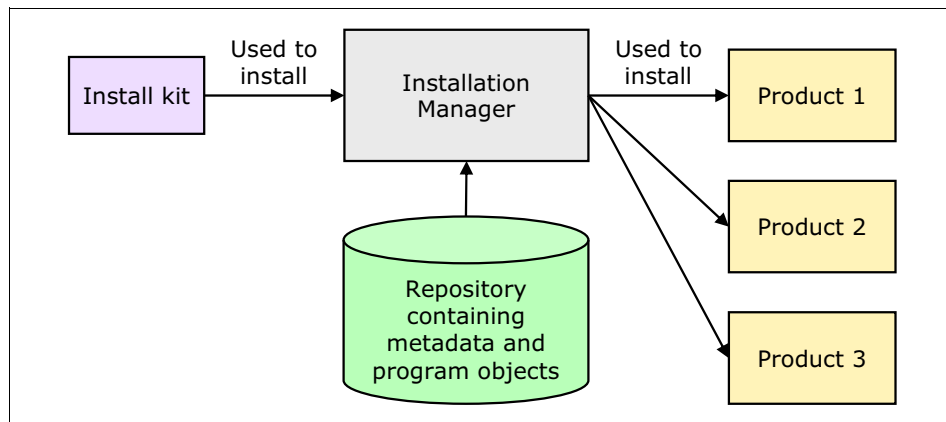 Install kit
Used to
install
Installation
Manager
Used to
install
Product 1
Product 2
Product 3
Repository
containing
metadata and
program objects